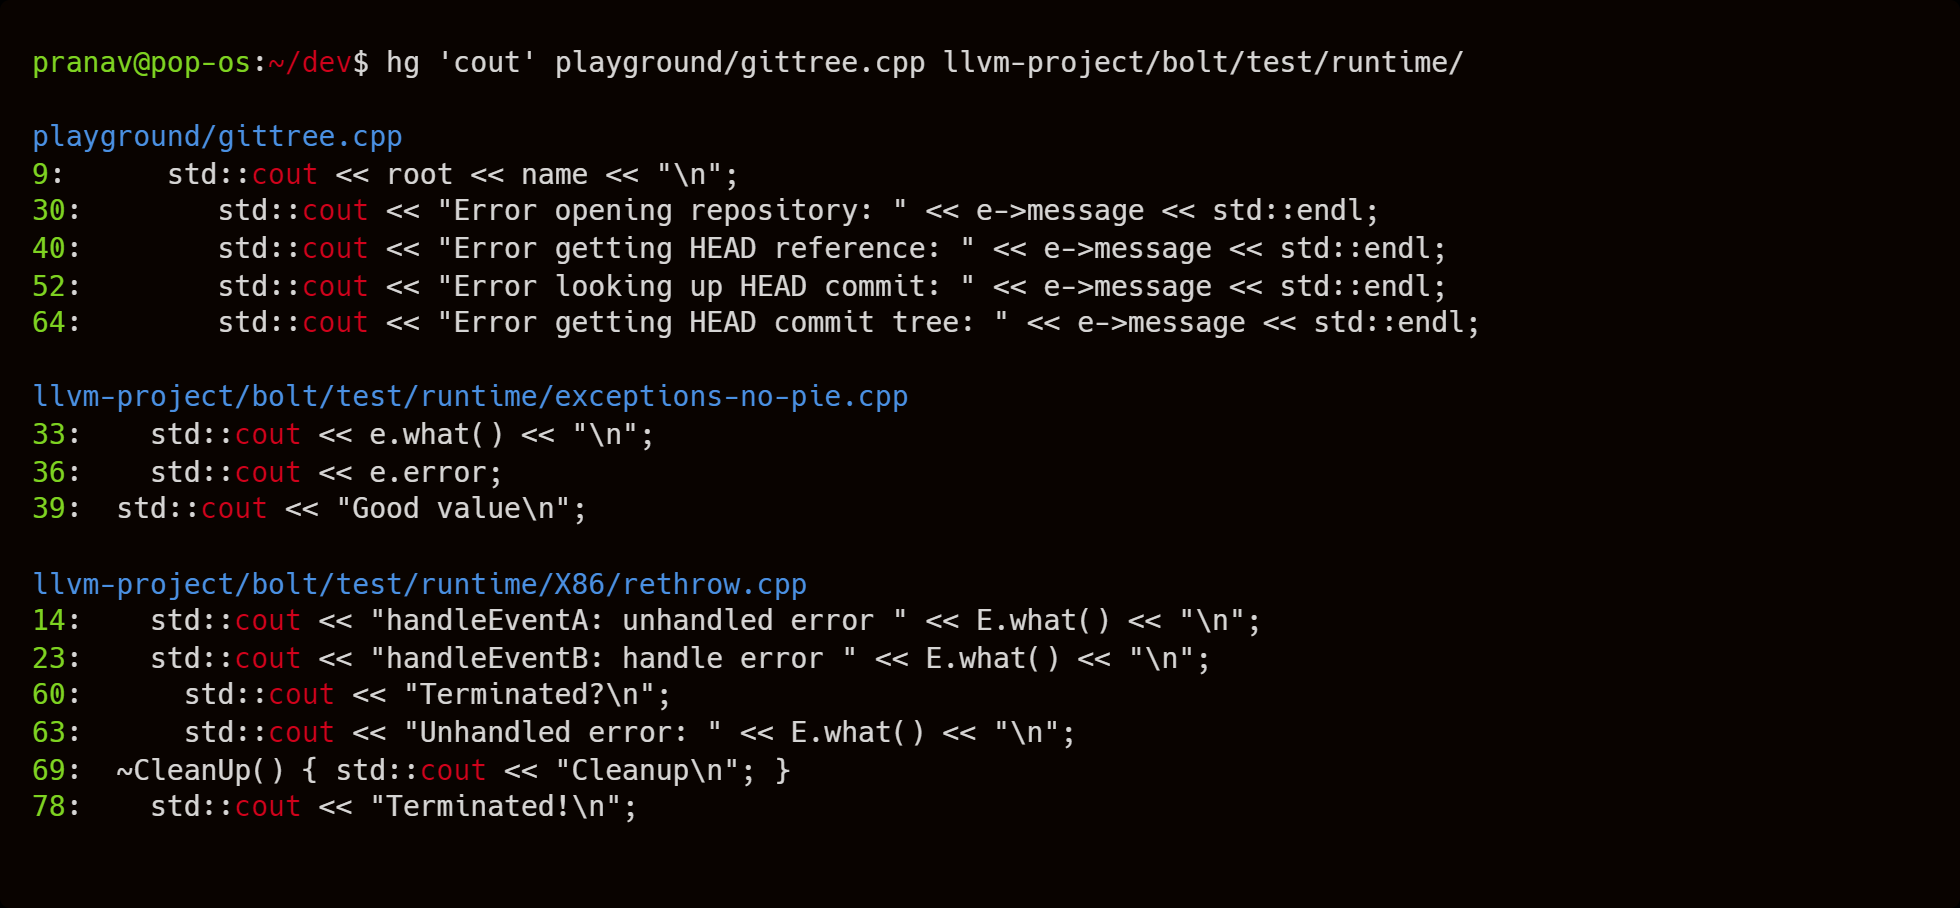 pranav@pop-os:~/dev$ hg 'cout' playground/gittree.cpp llvm-project/bolt/test/runtime/

playground/gittree.cpp
9:      std::cout << root << name << "\n";
30:        std::cout << "Error opening repository: " << e->message << std::endl;
40:        std::cout << "Error getting HEAD reference: " << e->message << std::endl;
52:        std::cout << "Error looking up HEAD commit: " << e->message << std::endl;
64:        std::cout << "Error getting HEAD commit tree: " << e->message << std::endl;

llvm-project/bolt/test/runtime/exceptions-no-pie.cpp
33:    std::cout << e.what() << "\n";
36:    std::cout << e.error;
39:  std::cout << "Good value\n";

llvm-project/bolt/test/runtime/X86/rethrow.cpp
14:    std::cout << "handleEventA: unhandled error " << E.what() << "\n";
23:    std::cout << "handleEventB: handle error " << E.what() << "\n";
60:      std::cout << "Terminated?\n";
63:      std::cout << "Unhandled error: " << E.what() << "\n";
69:  ~CleanUp() { std::cout << "Cleanup\n"; }
78:    std::cout << "Terminated!\n";